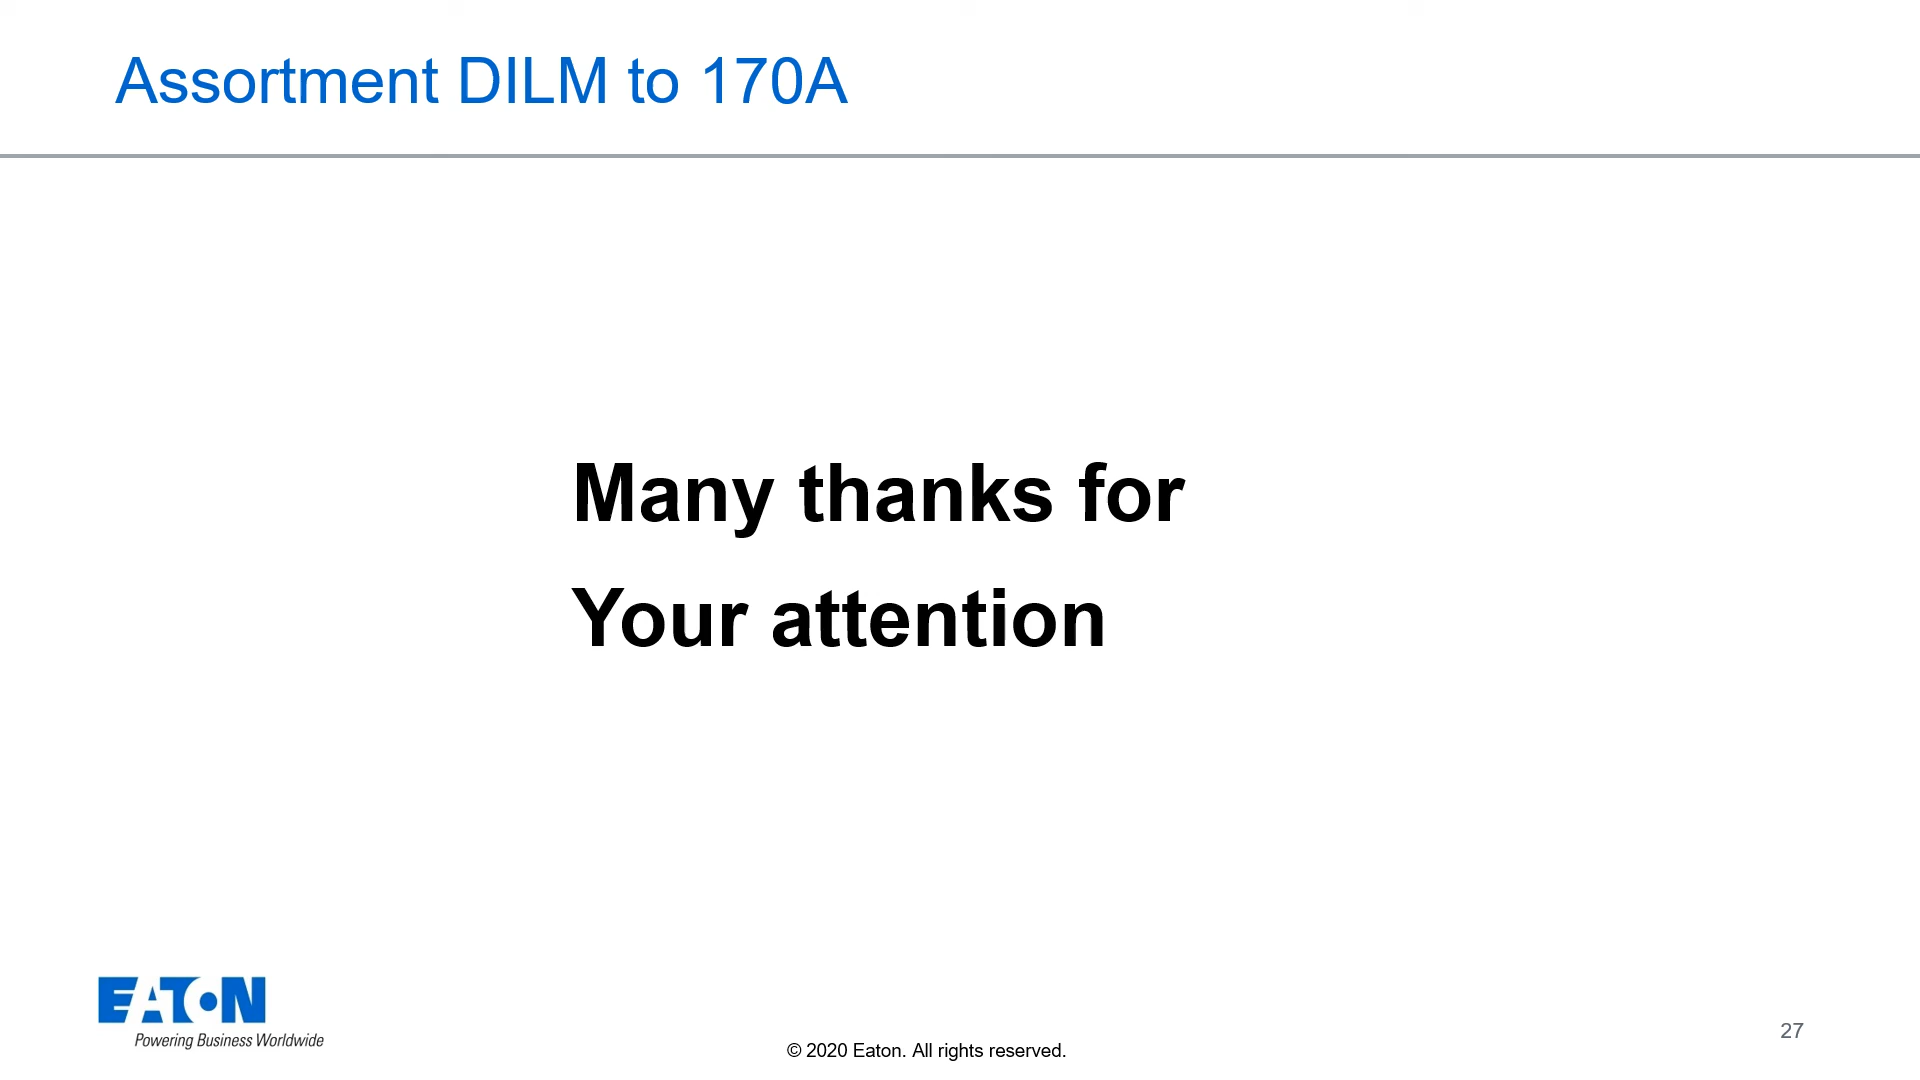 Assortment DILM to 170A
Many thanks for
Your attention
EATON
Powering Business Worldwide
© 2020 Eaton. All rights reserved.
27